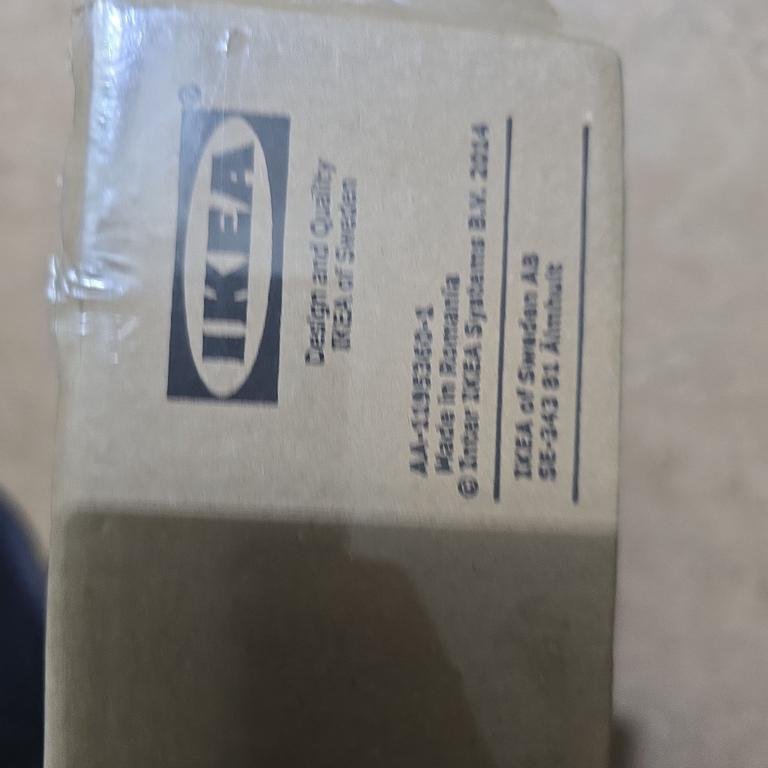 IKEA®
Design and Quality
IKEA of Sweden
Made in Romania
© Inter IKEA Systems B.V. 2014
IKEA of Sweden AB
SE-343 81 Älmhult